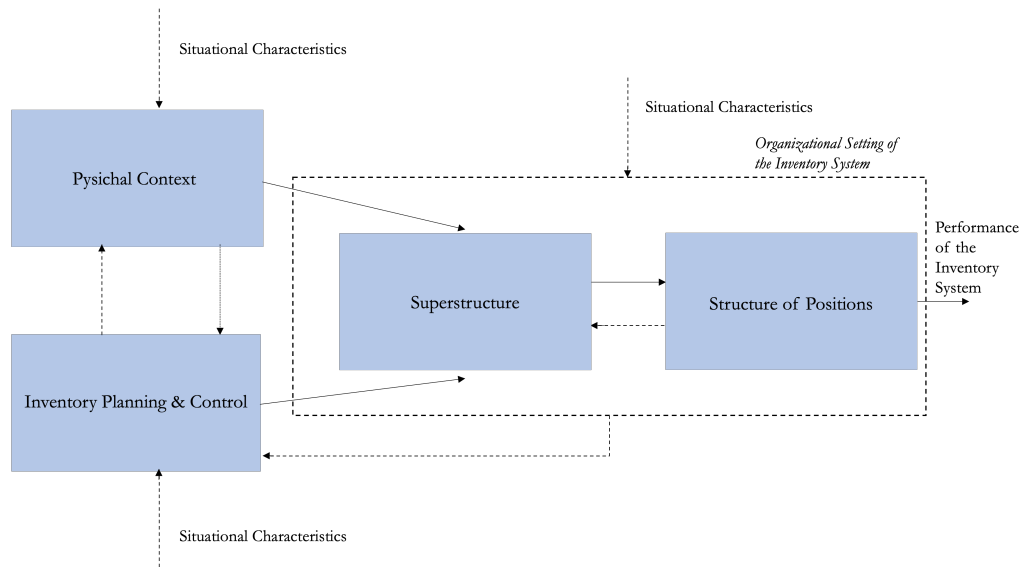 Situational Characteristics
Situational Characteristics
Organizational Setting of
the Inventory System
Pysichal Context
Performance
of the
Inventory
System
Superstructure
Structure of Positions
Inventory Planning & Control
Situational Characteristics